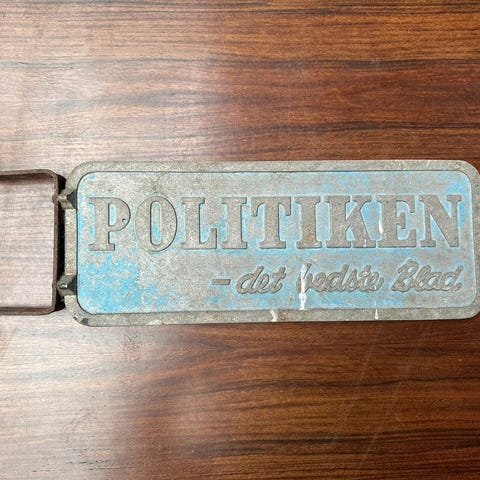 POLITIKEN
- det bedste Blad